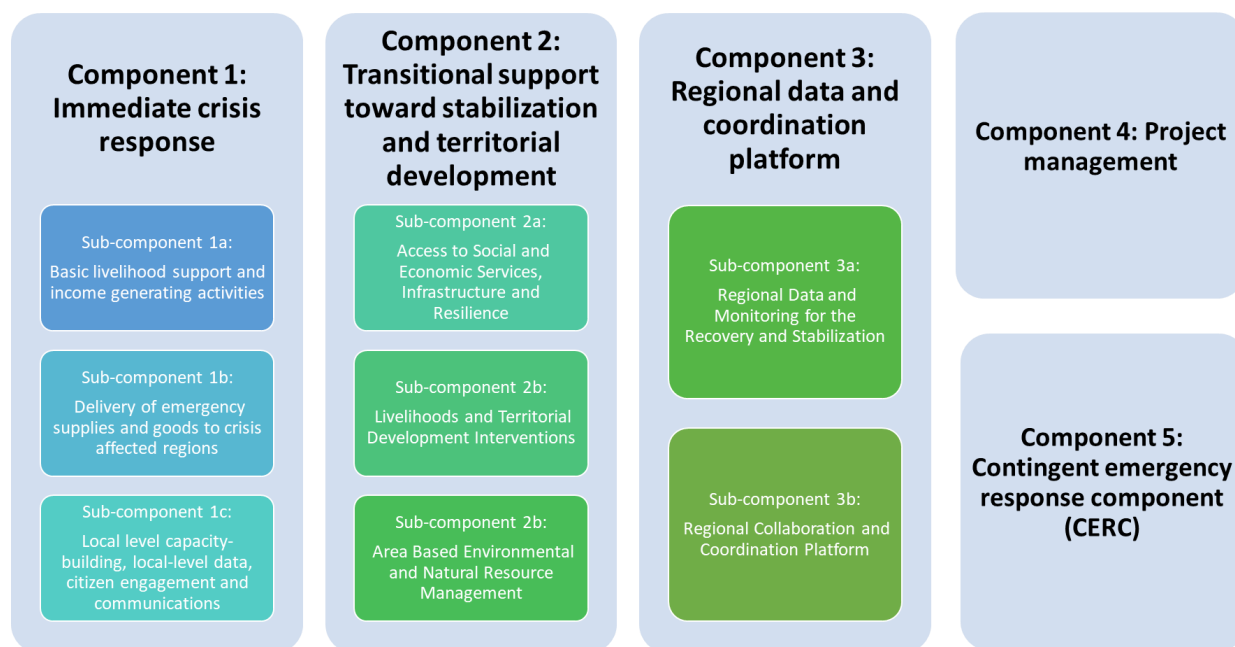 Component 1:
Immediate crisis
response
Sub-component 1a:
Basic livelihood support and
income generating activities
Sub-component 1b:
Delivery of emergency
supplies and goods to crisis
affected regions
Sub-component 1c:
Local level capacity-
building, local-level data,
citizen engagement and
communications
Component 2:
Transitional support
toward stabilization
and territorial
development
Sub-component 2a:
Access to Social and
Economic Services,
Infrastructure and
Resilience
Sub-component 2b:
Livelihoods and Territorial
Development Interventions
Sub-component 2b:
Area Based Environmental
and Natural Resource
Management
Component 3:
Regional data and
coordination
platform
Sub-component 3a:
Regional Data and
Monitoring for the
Recovery and Stabilization
Sub-component 3b:
Regional Collaboration and
Coordination Platform
Component 4: Project
management
Component 5:
Contingent emergency
response component
(CERC)